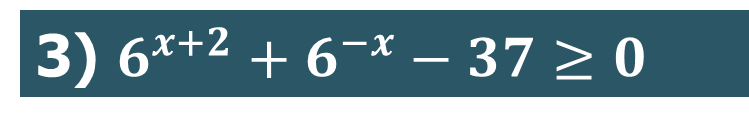 3) 6^{x+2} + 6^{-x} − 37 ≥ 0